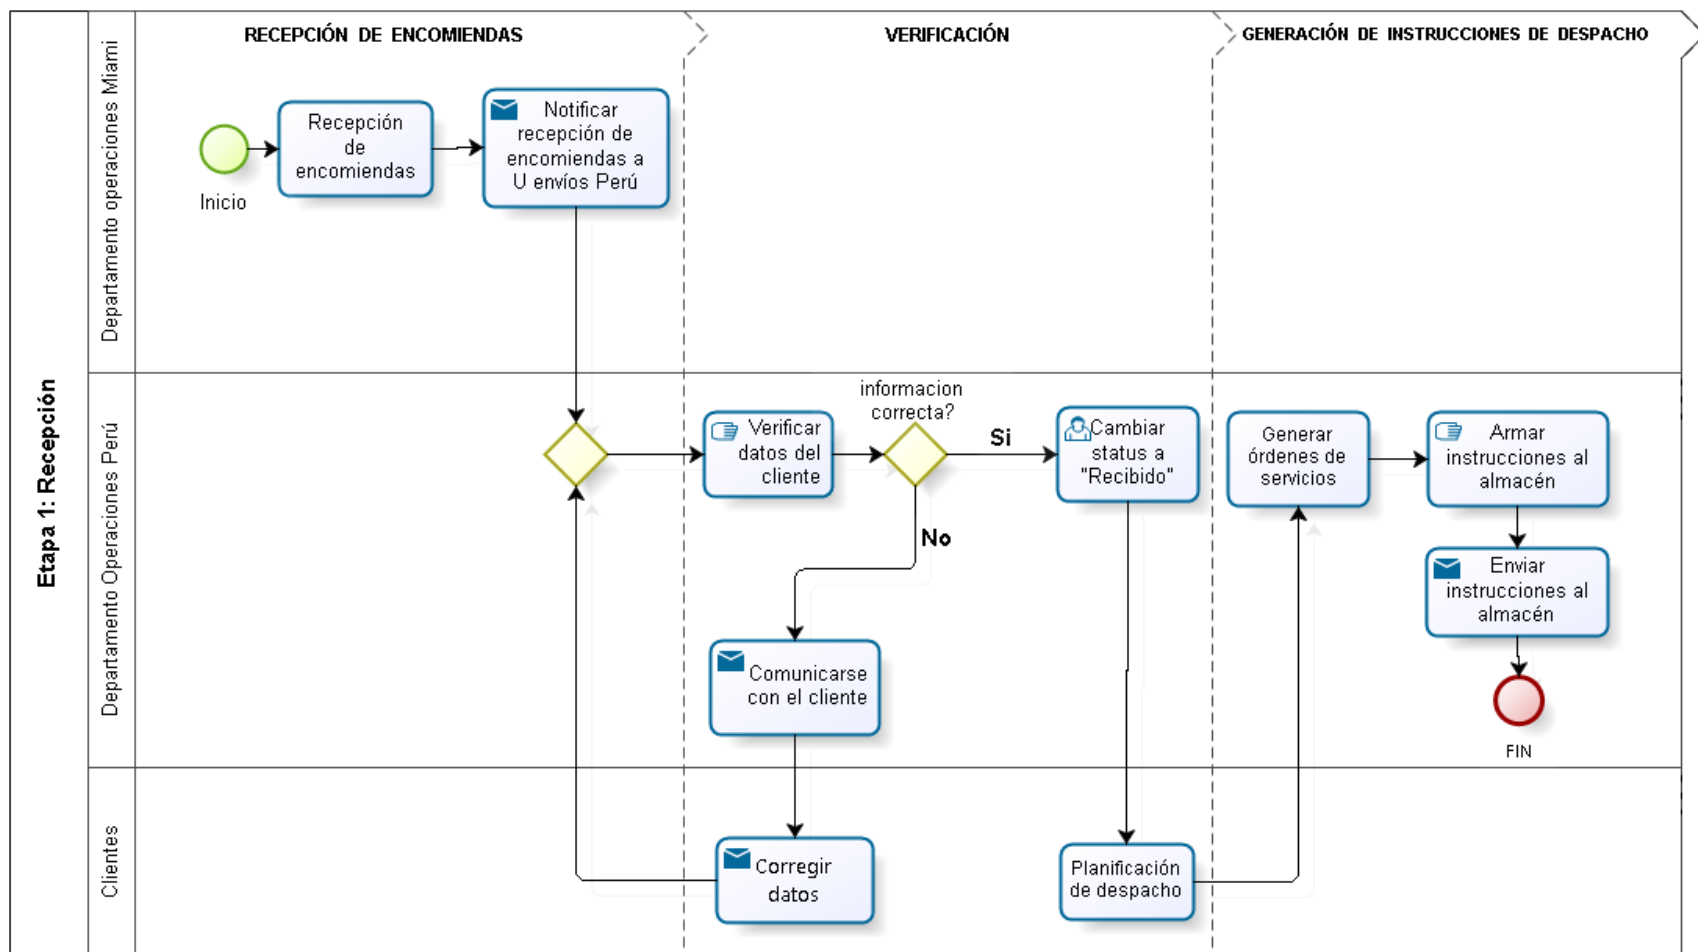 RECEPCIÓN DE ENCOMIENDAS
VERIFICACIÓN
GENERACIÓN DE INSTRUCCIONES DE DESPACHO
Etapa 1: Recepción
Departamento operaciones Miami
Inicio
Recepción
de
encomiendas
Notificar
recepción de
encomiendas a
U envíos Perú
Departamento Operaciones Perú
Verificar
datos del
cliente
informacion
correcta?
Si
No
Cambiar
status a
"Recibido"
Comunicarse
con el cliente
Generar
órdenes de
servicios
Armar
instrucciones al
almacén
Enviar
instrucciones al
almacén
FIN
Clientes
Corregir
datos
Planificación
de despacho